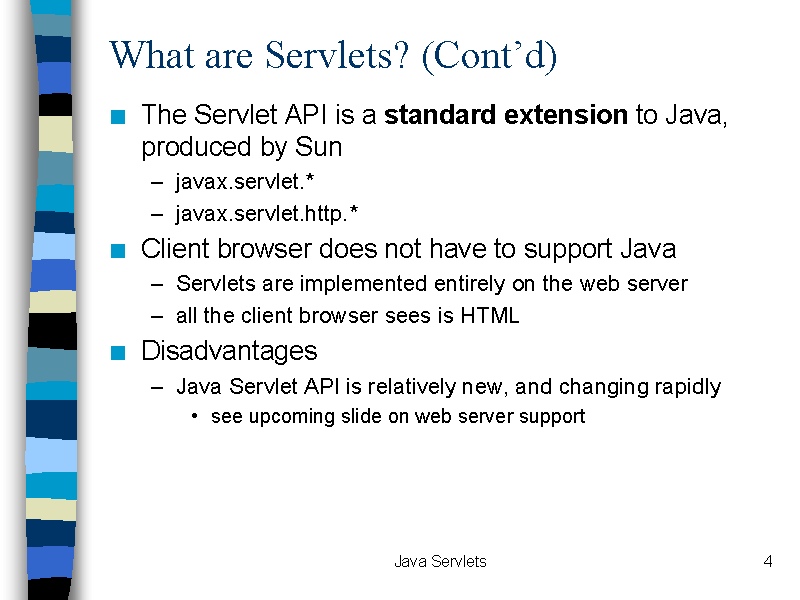 What are Servlets? (Cont’d)
■ The Servlet API is a standard extension to Java,
produced by Sun
– javax.servlet.*
– javax.servlet.http.*
■ Client browser does not have to support Java
– Servlets are implemented entirely on the web server
– all the client browser sees is HTML
■ Disadvantages
– Java Servlet API is relatively new, and changing rapidly
• see upcoming slide on web server support
Java Servlets
4